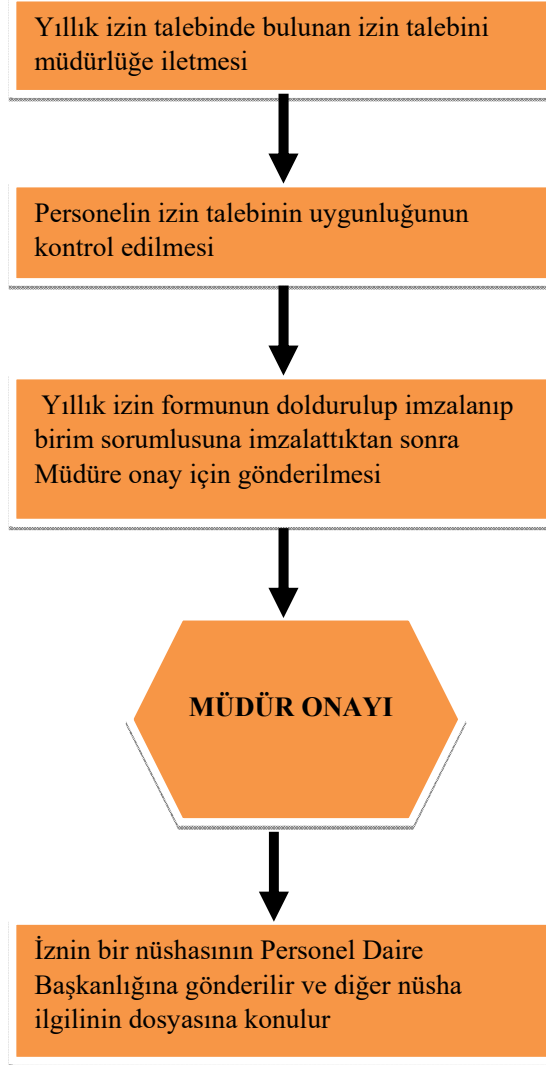 Yıllık izin talebinde bulunan izin talebini
müdürlüğe iletmesi
Personelin izin talebinin uygunluğunun
kontrol edilmesi
Yıllık izin formunun doldurulup imzalanıp
birim sorumlusuna imzalattıktan sonra
Müdüre onay için gönderilmesi
MÜDÜR ONAYI
İznin bir nüshasının Personel Daire
Başkanlığına gönderilir ve diğer nüsha
ilgilinin dosyasına konulur